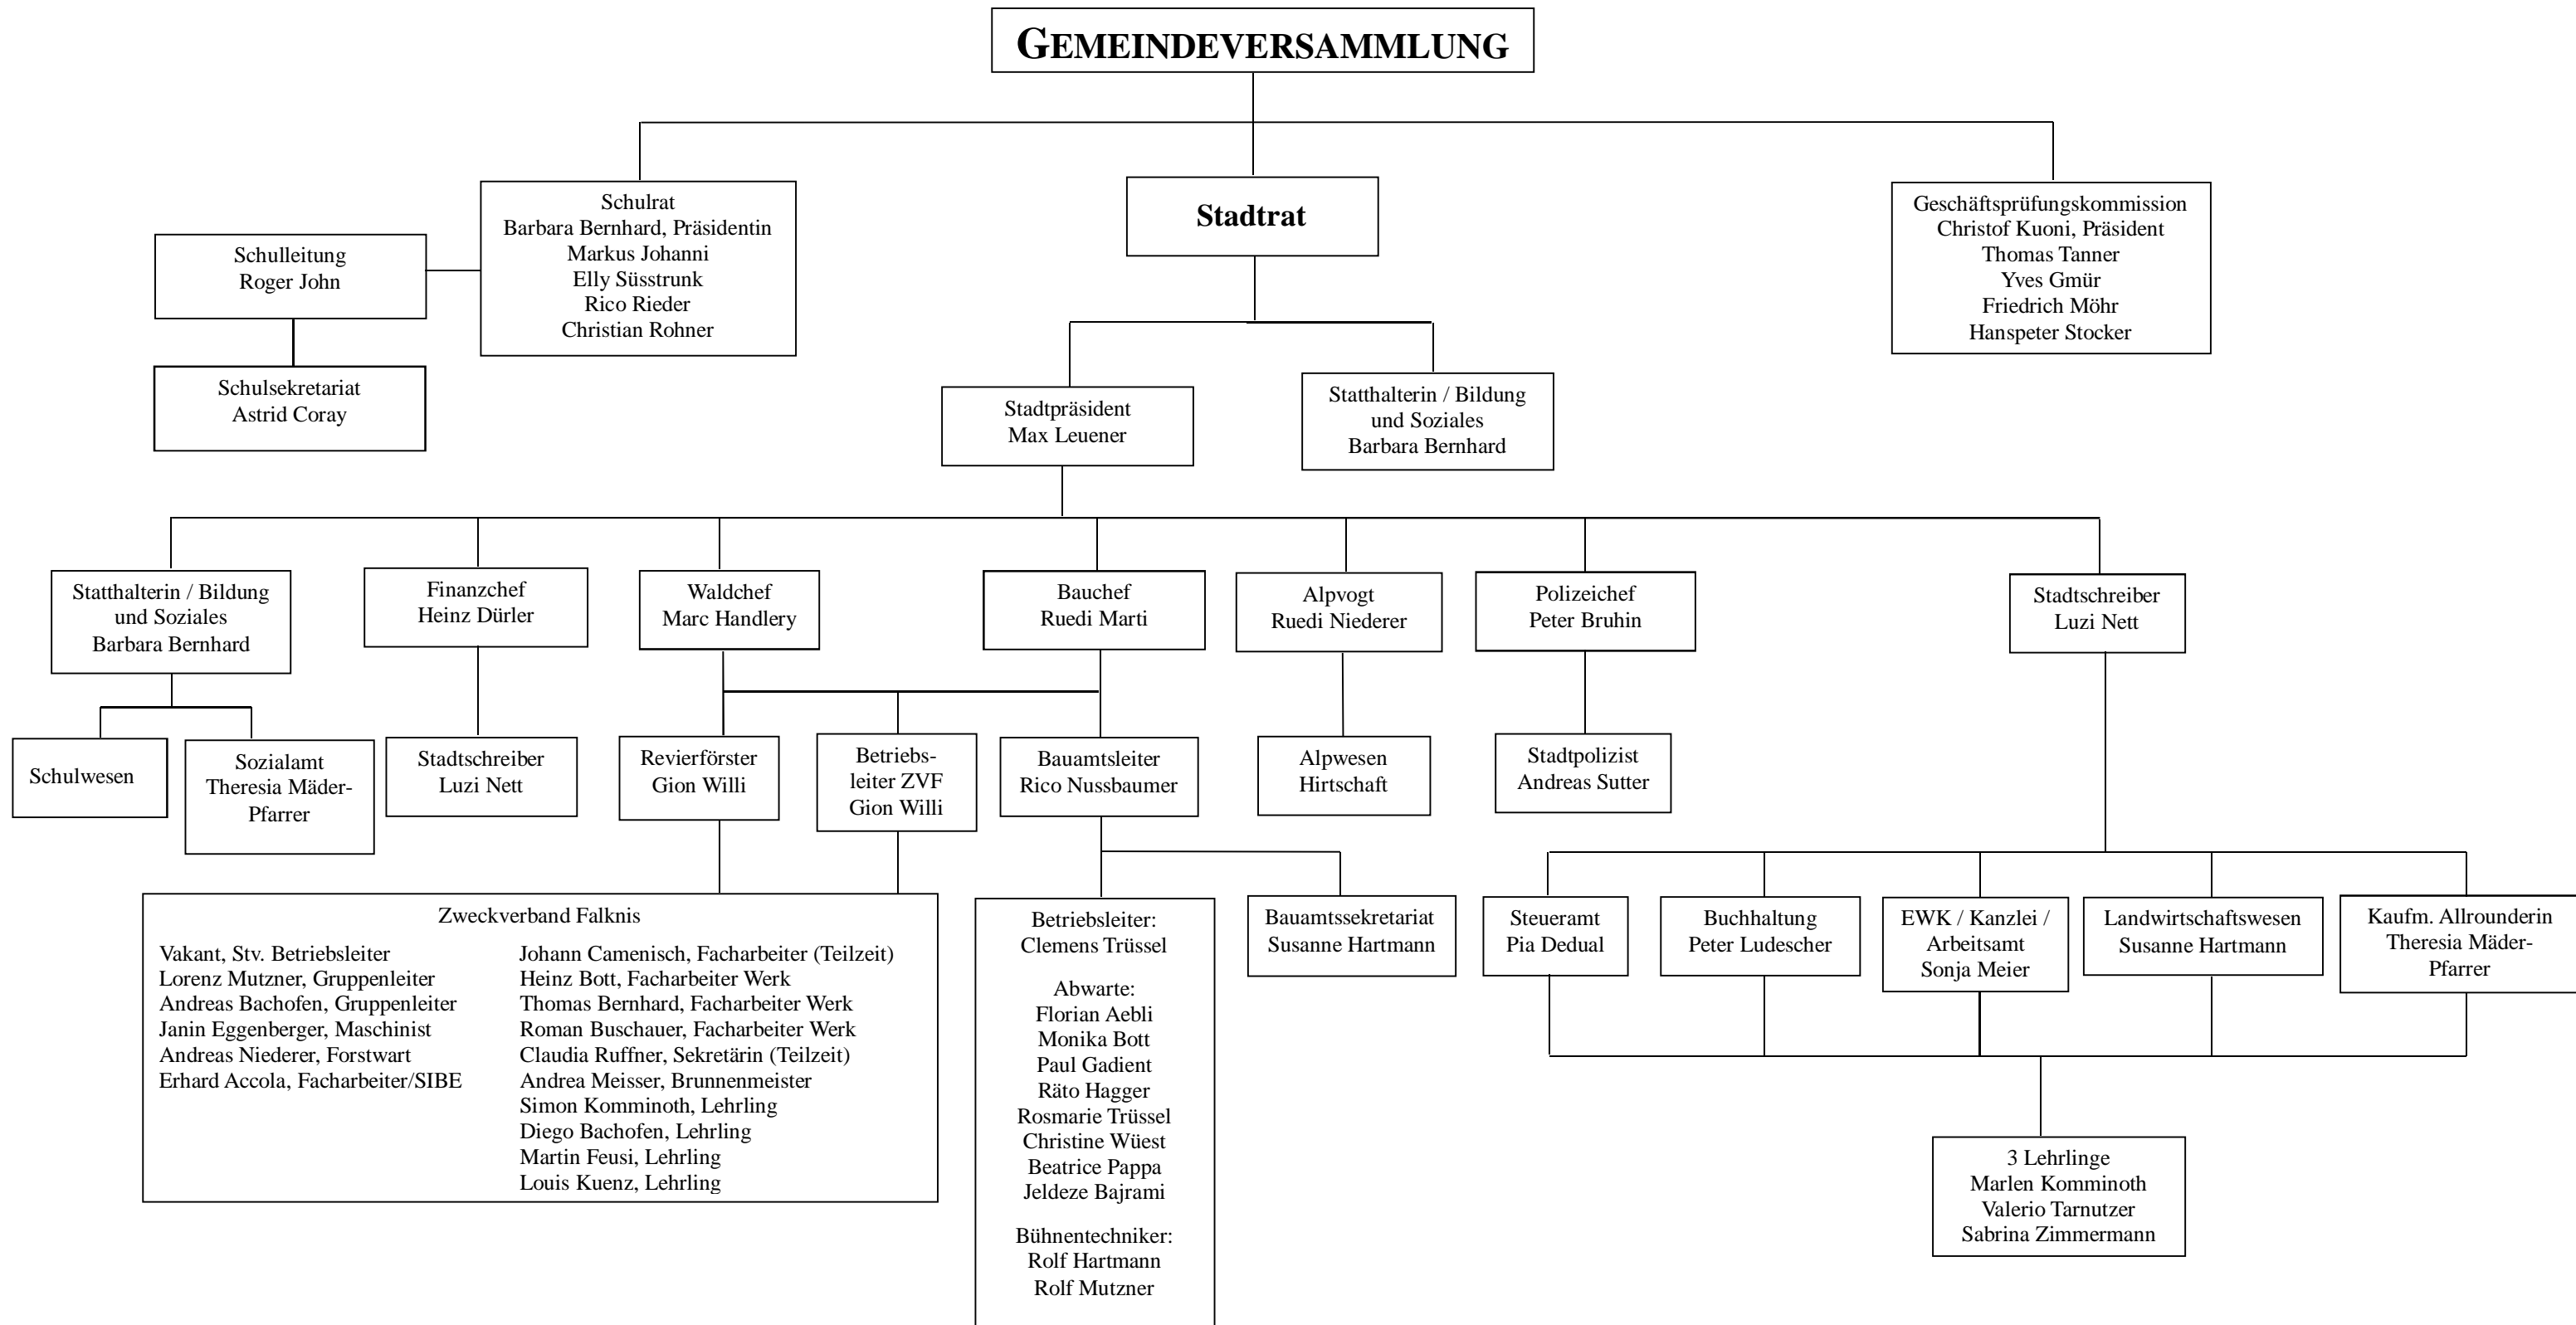 GEMEINDEVERSAMMLUNG
Schulrat
Barbara Bernhard, Präsidentin
Markus Johanni
Elly Süsstrunk
Rico Rieder
Christian Rohner
Stadtrat
Geschäftsprüfungskommission
Christof Kuoni, Präsident
Thomas Tanner
Yves Gmür
Friedrich Möhr
Hanspeter Stocker
Schulleitung
Roger John
Schulsekretariat
Astrid Coray
Stadtpräsident
Max Leuener
Statthalterin / Bildung
und Soziales
Barbara Bernhard
Statthalterin / Bildung
und Soziales
Barbara Bernhard
Finanzchef
Heinz Dürler
Waldchef
Marc Handlery
Bauchef
Ruedi Marti
Alpvogt
Ruedi Niederer
Polizeichef
Peter Bruhin
Stadtschreiber
Luzi Nett
Schulwesen
Sozialamt
Theresia Mäder-
Pfarrer
Stadtschreiber
Luzi Nett
Revierförster
Gion Willi
Betriebs-
leiter ZVF
Gion Willi
Bauamtsleiter
Rico Nussbaumer
Alpwesen
Hirtschaft
Stadtpolizist
Andreas Sutter
Zweckverband Falknis
Vakant, Stv. Betriebsleiter
Lorenz Mutzner, Gruppenleiter
Andreas Bachofen, Gruppenleiter
Janin Eggenberger, Maschinist
Andreas Niederer, Forstwart
Erhard Accola, Facharbeiter/SIBE
Johann Camenisch, Facharbeiter (Teilzeit)
Heinz Bott, Facharbeiter Werk
Thomas Bernhard, Facharbeiter Werk
Roman Buschauer, Facharbeiter Werk
Claudia Ruffner, Sekretärin (Teilzeit)
Andrea Meisser, Brunnenmeister
Simon Komminoth, Lehrling
Diego Bachofen, Lehrling
Martin Feusi, Lehrling
Louis Kuenz, Lehrling
Betriebsleiter:
Clemens Trüssel
Abwarte:
Florian Aebli
Monika Bott
Paul Gadient
Räto Hagger
Rosmarie Trüssel
Christine Wüest
Beatrice Pappa
Jeldeze Bajrami
Bühnentechniker:
Rolf Hartmann
Rolf Mutzner
Bauamtssekretariat
Susanne Hartmann
Steueramt
Pia Dedual
Buchhaltung
Peter Ludescher
EWK / Kanzlei /
Arbeitsamt
Sonja Meier
Landwirtschaftswesen
Susanne Hartmann
Kaufm. Allrounderin
Theresia Mäder-
Pfarrer
3 Lehrlinge
Marlen Komminoth
Valerio Tarnutzer
Sabrina Zimmermann